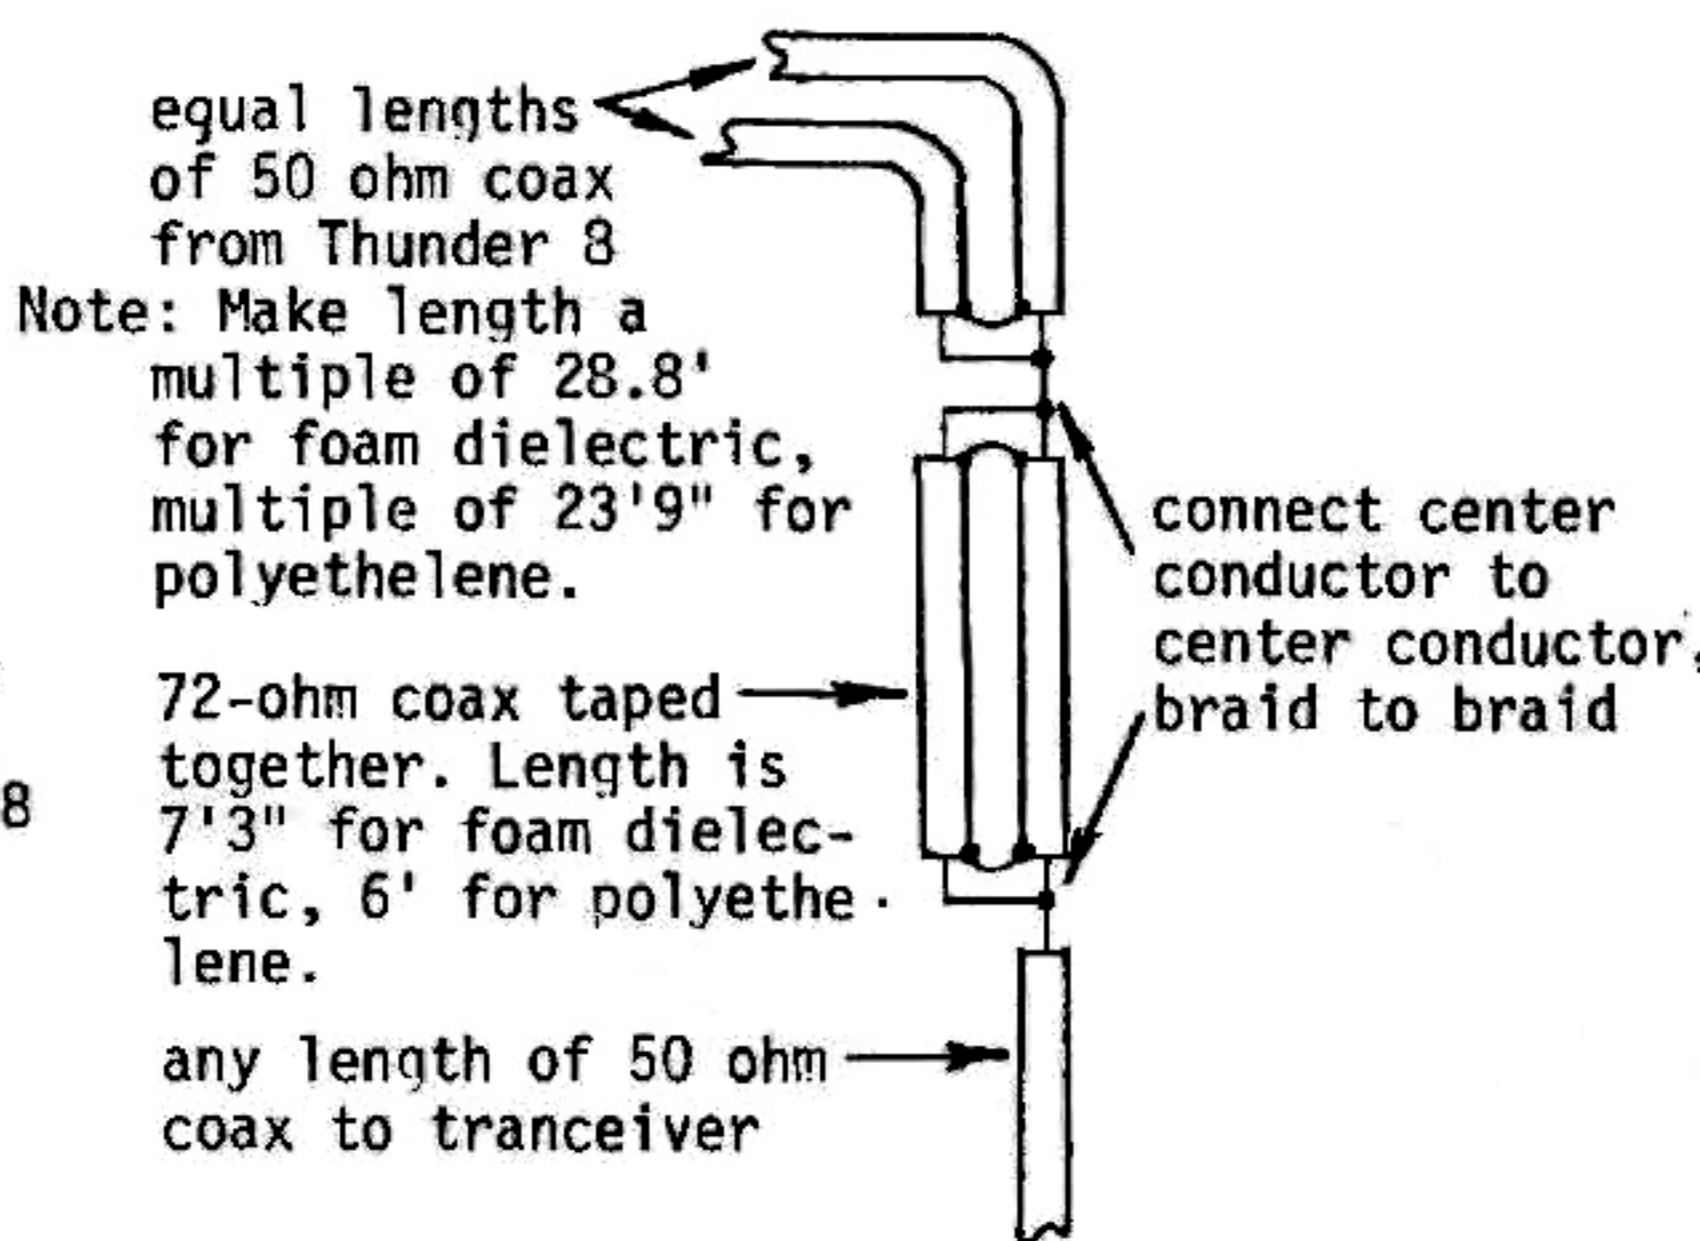 equal lengths
of 50 ohm coax
from Thunder 8
Note: Make length a
multiple of 28.8'
for foam dielectric,
multiple of 23'9" for
polyethelene.
connect center
conductor to
center conductor,
braid to braid
72-ohm coax taped
together. Length is
7'3" for foam dielec-
tric, 6' for polyethe
lene.
8
any length of 50 ohm
coax to tranceiver